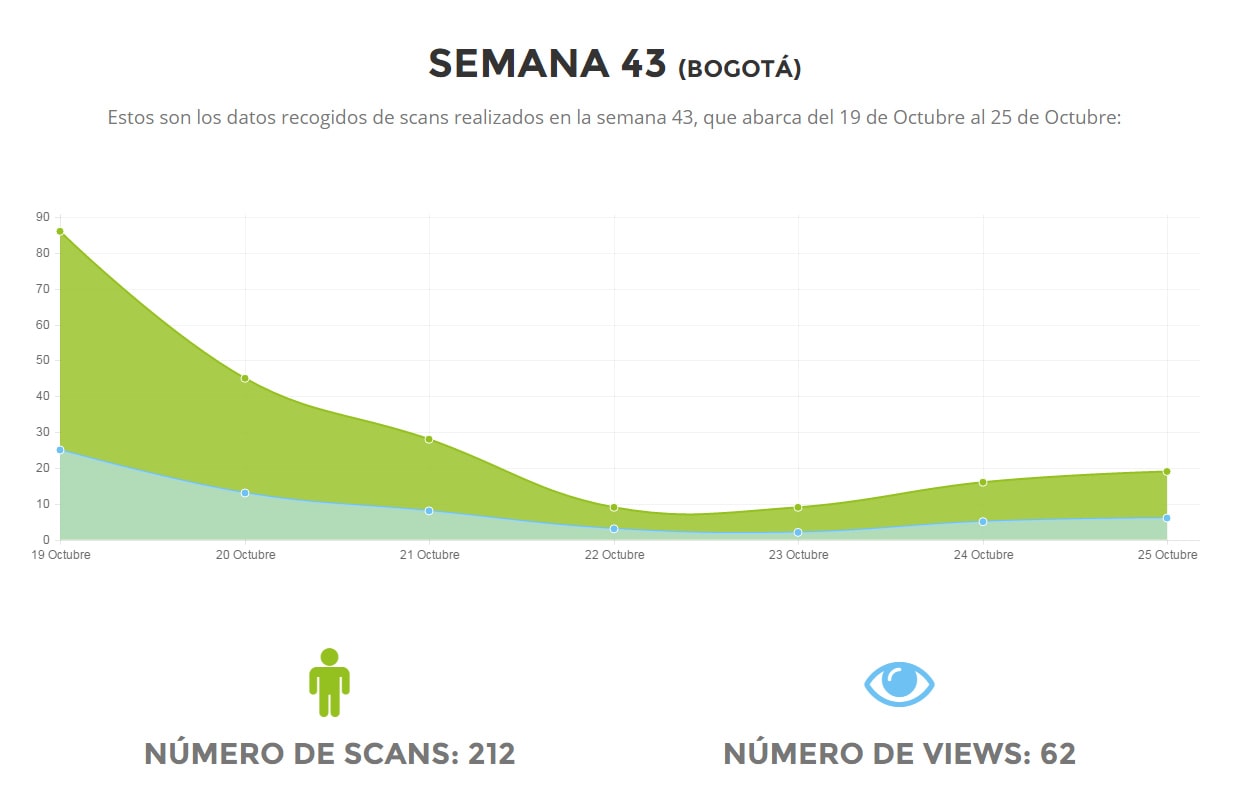 SEMANA 43 (BOGOTÁ)
Estos son los datos recogidos de scans realizados en la semana 43, que abarca del 19 de Octubre al 25 de Octubre:
90
80
70
60
50
40
30
20
10
0
19 Octubre 20 Octubre 21 Octubre 22 Octubre 23 Octubre 24 Octubre 25 Octubre
NÚMERO DE SCANS: 212 NÚMERO DE VIEWS: 62